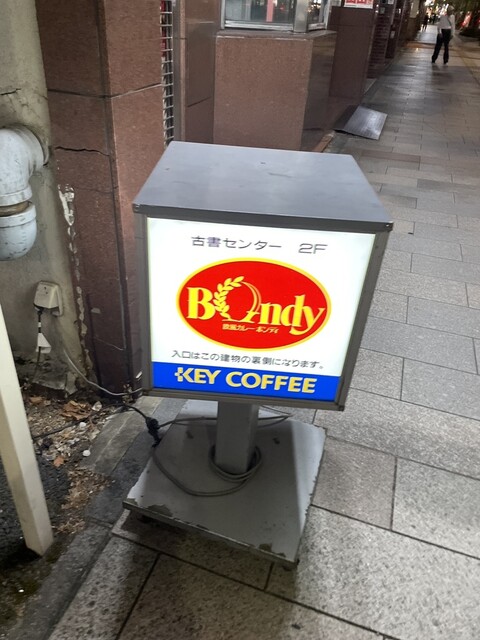 古書センター 2F
Bondy
欧風カレー ボンディ
入口はこの建物の裏側になります。
KEY COFFEE